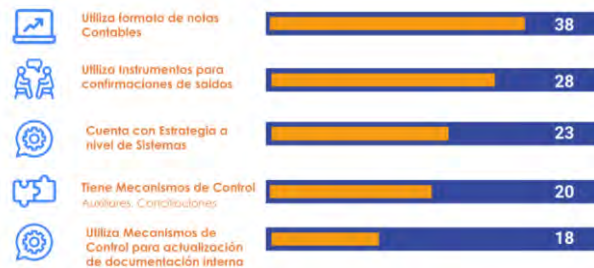 Utiliza formato de notas
Contables
38
Utiliza Instrumentos para
confirmaciones de saldos
28
Cuenta con Estrategia a
nivel de Sistemas
23
Tiene Mecanismos de Control
Auxiliares, Conciliaciones
20
Utiliza Mecanismos de
Control para actualización
de documentación interna
18